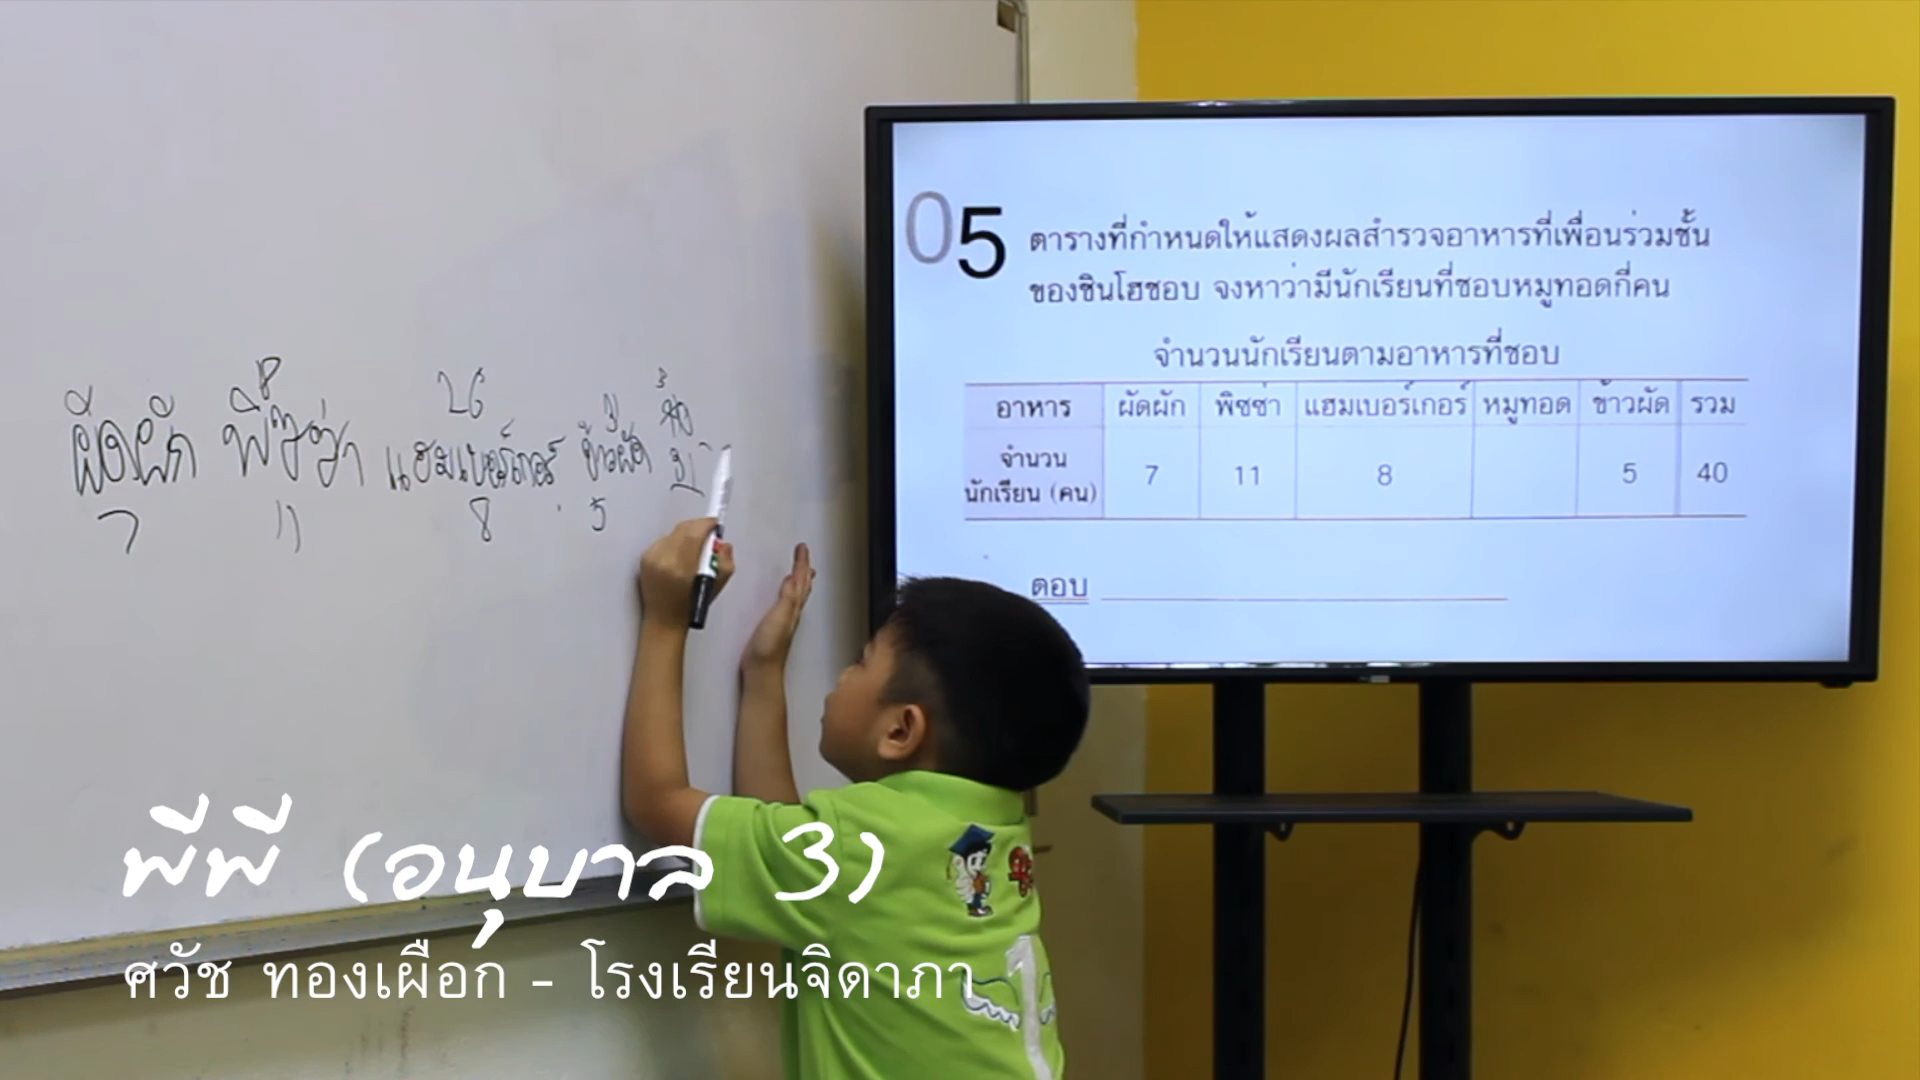 05 ตารางที่กำหนดให้แสดงผลสำรวจอาหารที่เพื่อนร่วมชั้น
ของชินโฮชอบ จงหาว่ามีนักเรียนที่ชอบหมูทอดกี่คน
จำนวนนักเรียนตามอาหารที่ชอบ
อาหาร ผัดผัก พิซซ่า แฮมเบอร์เกอร์ หมูทอด ข้าวผัด รวม
จำนวน
นักเรียน (คน) 7 11 8 5 40
ตอบ
18 26 31
ผัดผัก พิซซ่า แฮมเบอร์เกอร์ ข้าวผัด
7 11 8 5
3
40
31
พีพี (อนุบาล 3)
ศวัช ทองเผือก - โรงเรียนจิดาภา